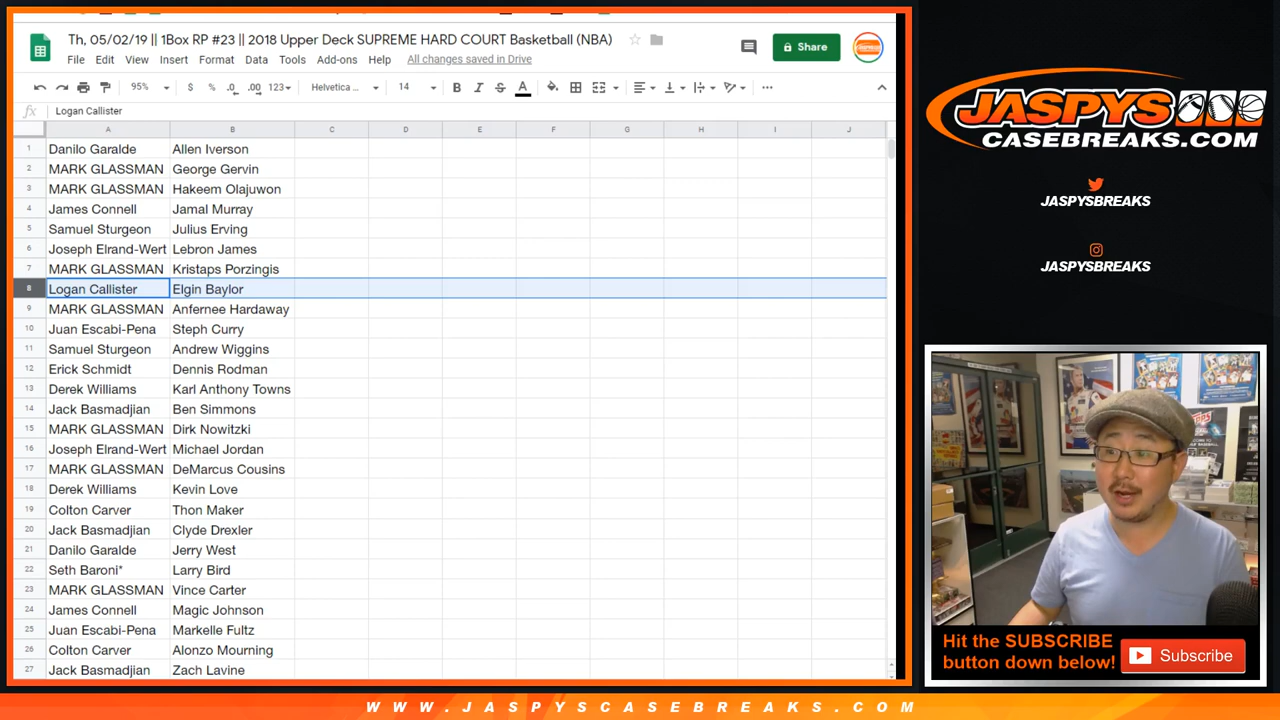 Th, 05/02/19 || 1Box RP #23 || 2018 Upper Deck SUPREME HARD COURT Basketball (NBA)
File Edit View Insert Format Data Tools Add-ons Help All changes saved in Drive
Share
95% $ % .0 .00 123 Helvetica ... 14 B I S A
fx Logan Callister
A B C D E F G H I J
1 Danilo Garalde Allen Iverson
2 MARK GLASSMAN George Gervin
3 MARK GLASSMAN Hakeem Olajuwon
4 James Connell Jamal Murray
5 Samuel Sturgeon Julius Erving
6 Joseph Elrand-Wert Lebron James
7 MARK GLASSMAN Kristaps Porzingis
8 Logan Callister Elgin Baylor
9 MARK GLASSMAN Anfernee Hardaway
10 Juan Escabi-Pena Steph Curry
11 Samuel Sturgeon Andrew Wiggins
12 Erick Schmidt Dennis Rodman
13 Derek Williams Karl Anthony Towns
14 Jack Basmadjian Ben Simmons
15 MARK GLASSMAN Dirk Nowitzki
16 Joseph Elrand-Wert Michael Jordan
17 MARK GLASSMAN DeMarcus Cousins
18 Derek Williams Kevin Love
19 Colton Carver Thon Maker
20 Jack Basmadjian Clyde Drexler
21 Danilo Garalde Jerry West
22 Seth Baroni* Larry Bird
23 MARK GLASSMAN Vince Carter
24 James Connell Magic Johnson
25 Juan Escabi-Pena Markelle Fultz
26 Colton Carver Alonzo Mourning
27 Jack Basmadjian Zach Lavine
JASPYS
CASEBREAKS.COM
JASPYSBREAKS
JASPYSBREAKS
Hit the SUBSCRIBE
button down below!
Subscribe
WWW.JASPYSCASEBREAKS.COM